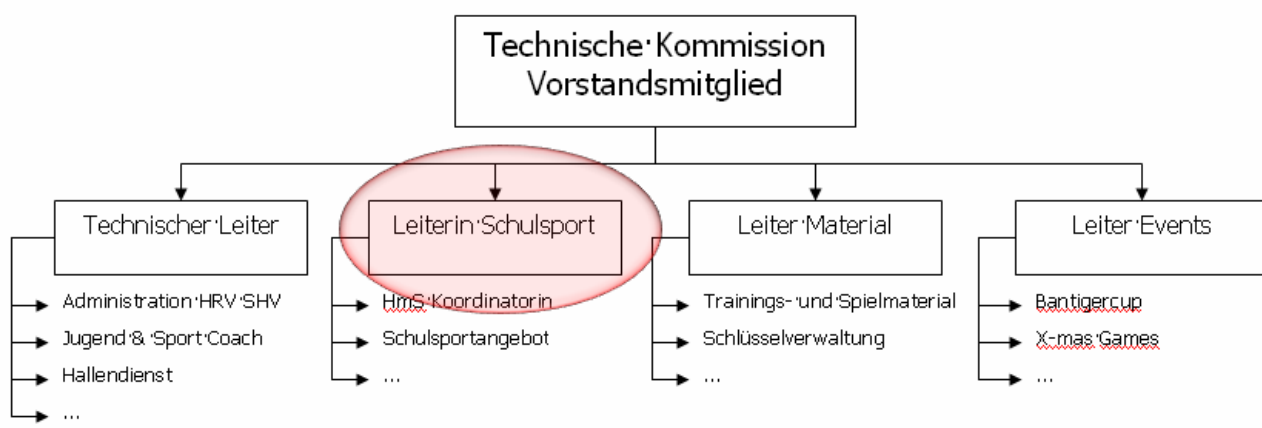 Technische Kommission
Vorstandsmitglied
Technischer Leiter
Administration HRV SHV
Jugend & Sport Coach
Hallendienst
...
Leiterin Schulsport
HmS Koordinatorin
Schulsportangebot
...
Leiter Material
Trainings- und Spielmaterial
Schlüsselverwaltung
...
Leiter Events
Bantigercup
X-mas Games
...